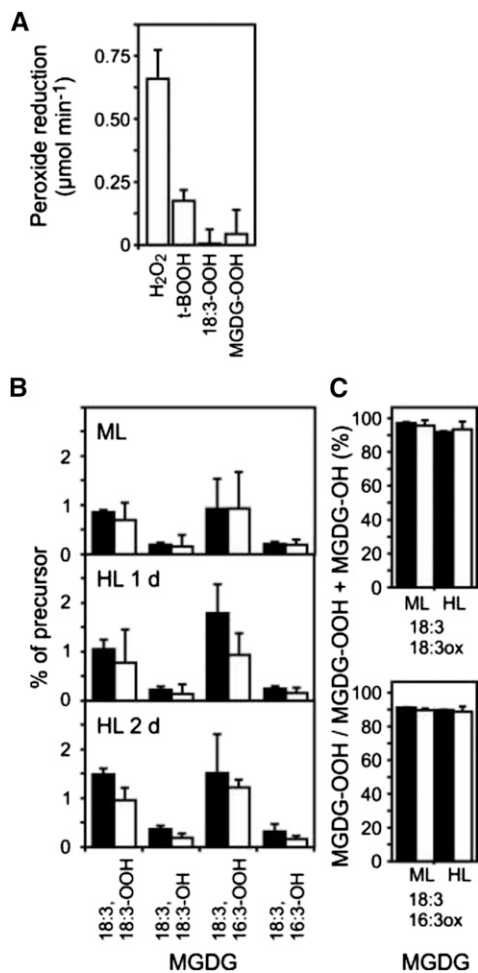 A
Peroxide reduction
(µmol min-1)
0.75
0.50
0.25
0
H2O2
t-BOOH
18:3-OOH
MGDG-OOH
B
% of precursor
ML
2
1
0
HL 1 d
2
1
0
HL 2 d
2
1
0
18:3,
18:3-OOH
18:3,
18:3-OH
18:3,
16:3-OOH
18:3,
16:3-OH
MGDG
C
MGDG-OOH / MGDG-OOH + MGDG-OH (%)
100
80
60
40
20
0
ML HL
18:3
18:3ox
100
80
60
40
20
0
ML HL
18:3
16:3ox
MGDG